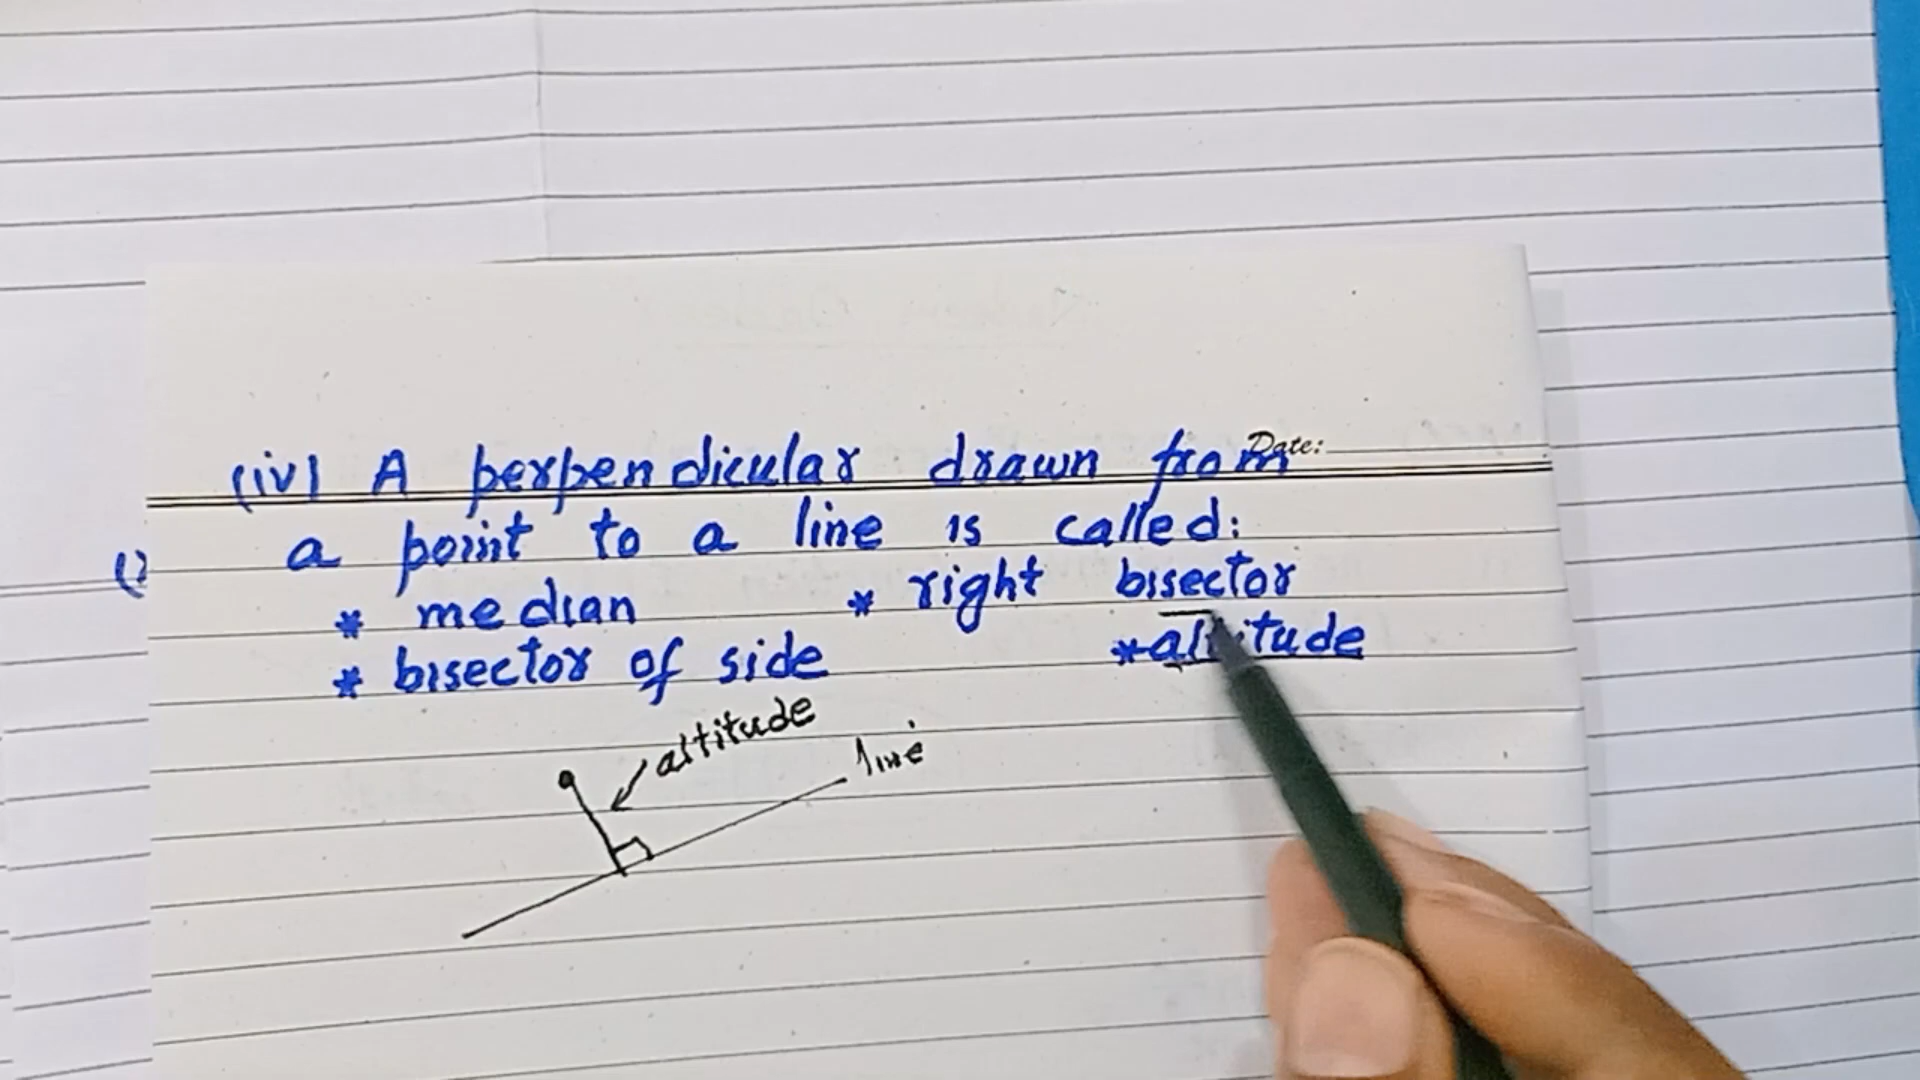 Date:
(iv) A perpendicular drawn from
a point to a line is called:
* median * right bisector
* bisector of side * altitude
altitude
line